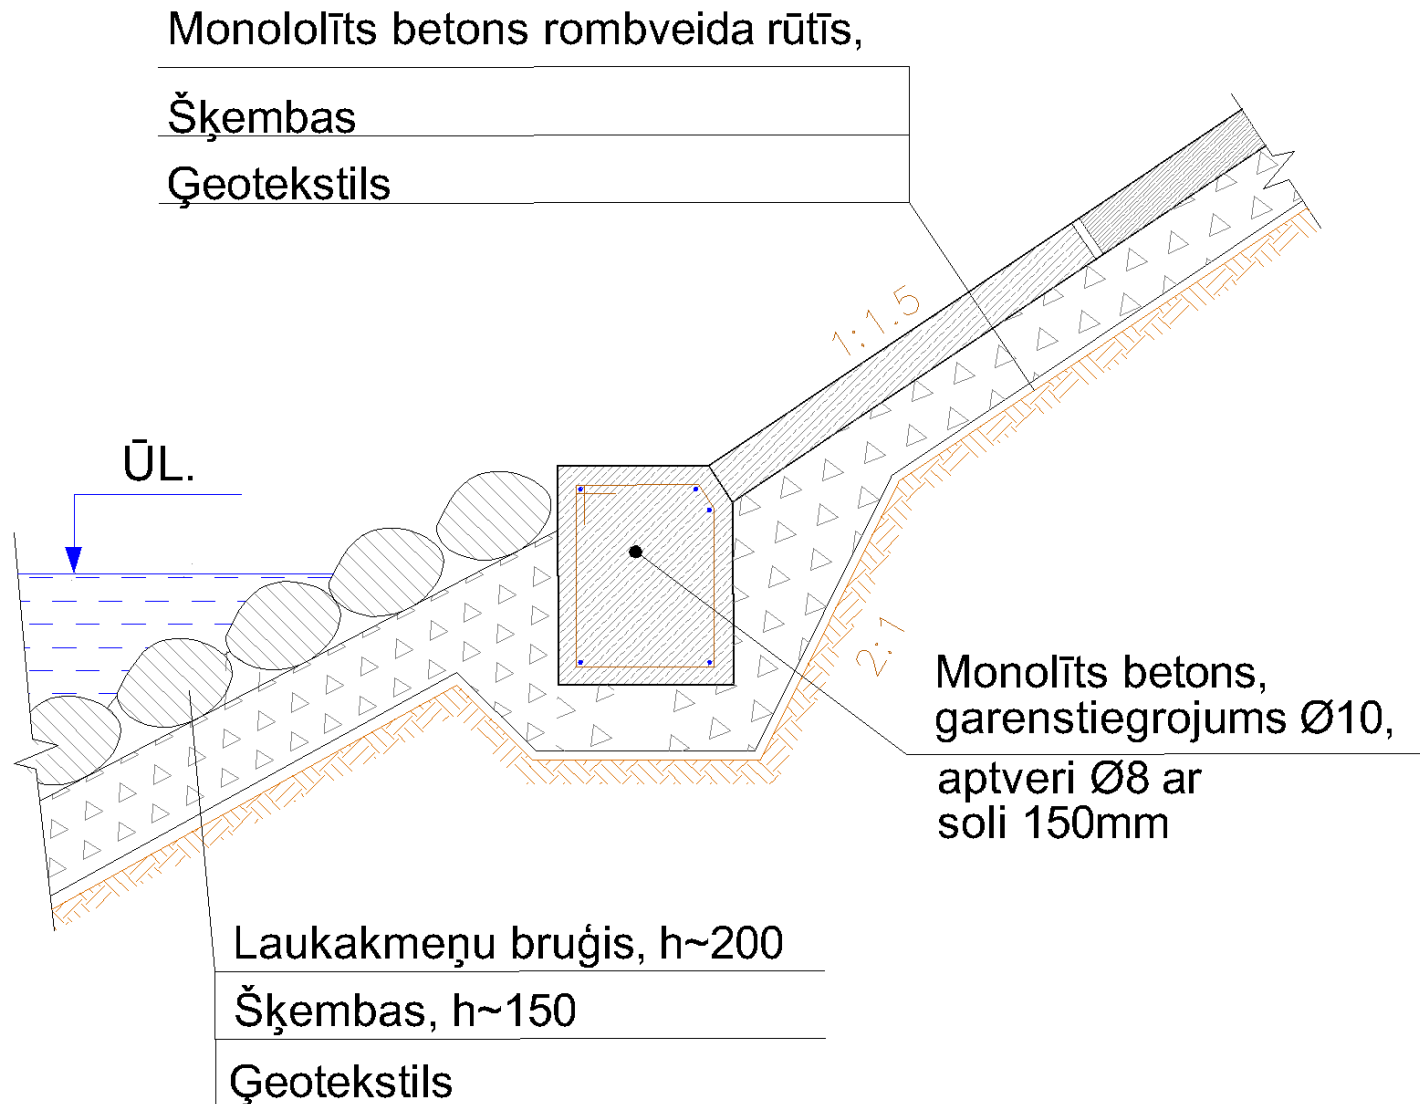 Monololīts betons rombveida rūtīs,
Šķembas
Ģeotekstils
1:1.5
ŪL.
2:1
Monolīts betons,
garenstiegrojums Ø10,
aptveri Ø8 ar
soli 150mm
Laukakmeņu bruģis, h~200
Šķembas, h~150
Ģeotekstils